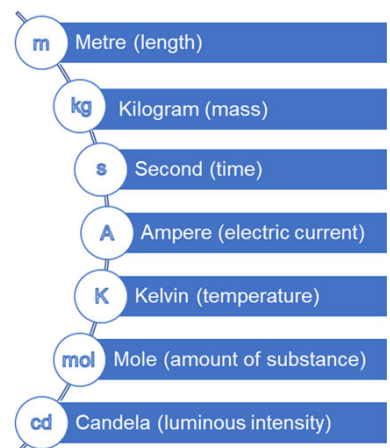 m Metre (length)
kg Kilogram (mass)
s Second (time)
A Ampere (electric current)
K Kelvin (temperature)
mol Mole (amount of substance)
cd Candela (luminous intensity)